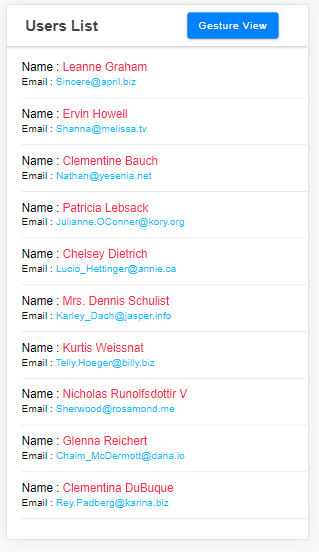 Users List
Gesture View
Name : Leanne Graham
Email : Sincere@april.biz
Name : Ervin Howell
Email : Shanna@melissa.tv
Name : Clementine Bauch
Email : Nathan@yesenia.net
Name : Patricia Lebsack
Email : Julianne.OConner@kory.org
Name : Chelsey Dietrich
Email : Lucio_Hettinger@annie.ca
Name : Mrs. Dennis Schulist
Email : Karley_Dach@jasper.info
Name : Kurtis Weissnat
Email : Telly.Hoeger@billy.biz
Name : Nicholas Runolfsdottir V
Email : Sherwood@rosamond.me
Name : Glenna Reichert
Email : Chaim_McDermott@dana.io
Name : Clementina DuBuque
Email : Rey.Padberg@karina.biz